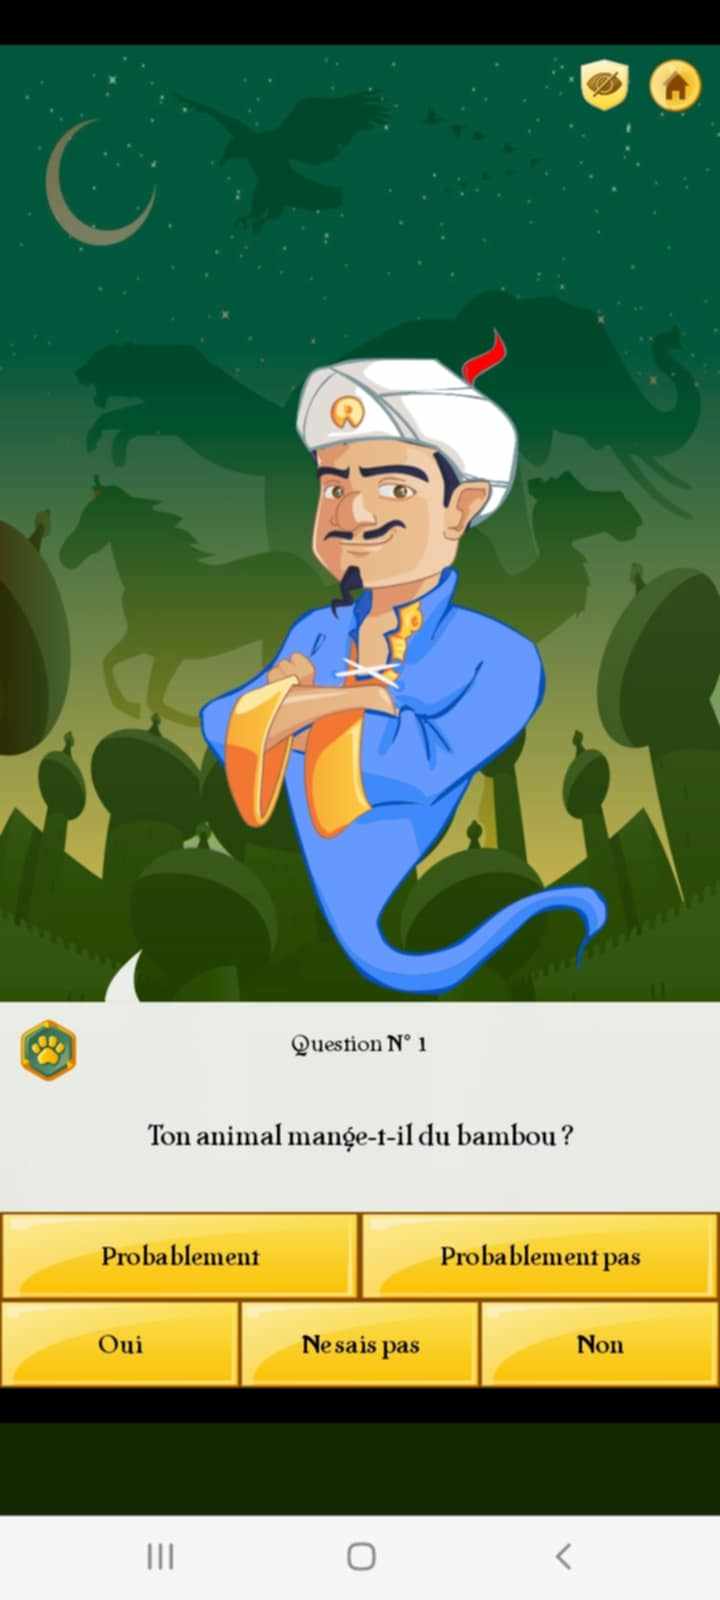 Question N° 1
Ton animal mange-t-il du bambou ?
Probablement
Probablement pas
Oui
Ne sais pas
Non